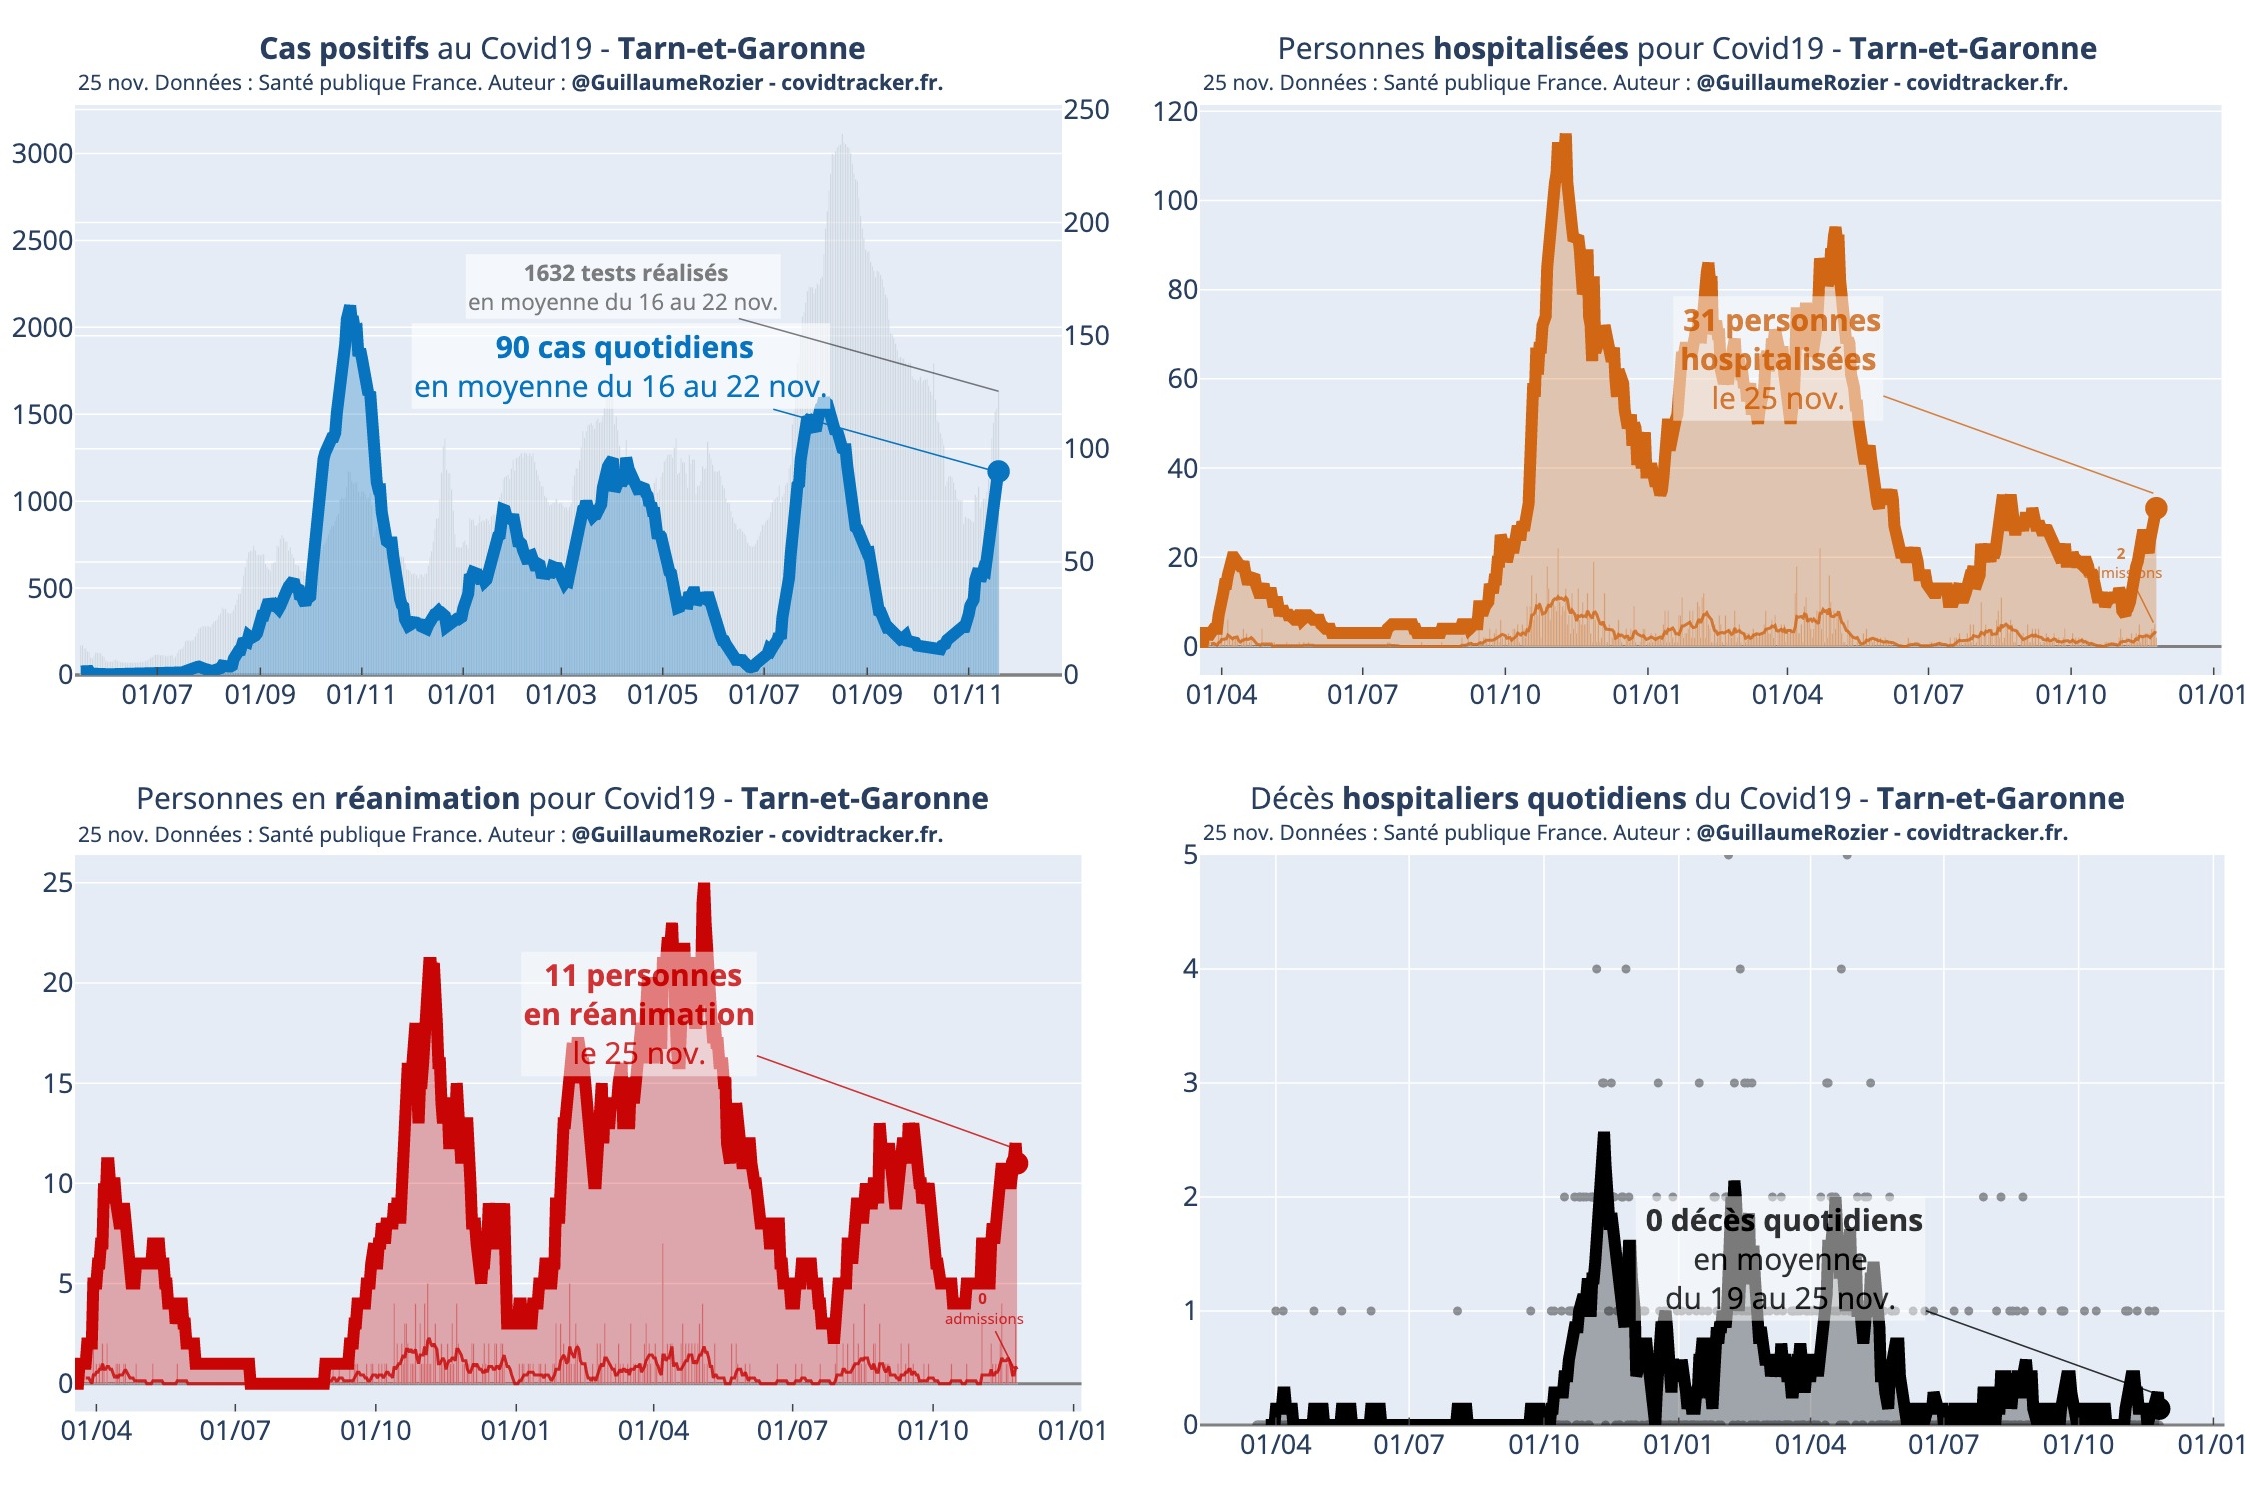 Cas positifs au Covid19 - Tarn-et-Garonne
25 nov. Données : Santé publique France. Auteur : @GuillaumeRozier - covidtracker.fr.
250
3000
200
2500
1632 tests réalisés
en moyenne du 16 au 22 nov.
2000
150
90 cas quotidiens
en moyenne du 16 au 22 nov.
1500
100
1000
50
500
0
0
01/07 01/09 01/11 01/01 01/03 01/05 01/07 01/09 01/11
Personnes hospitalisées pour Covid19 - Tarn-et-Garonne
25 nov. Données : Santé publique France. Auteur : @GuillaumeRozier - covidtracker.fr.
120
100
80
31 personnes
hospitalisées
60
le 25 nov.
40
20
2
admissions
0
01/04 01/07 01/10 01/01 01/04 01/07 01/10 01/01
Personnes en réanimation pour Covid19 - Tarn-et-Garonne
25 nov. Données : Santé publique France. Auteur : @GuillaumeRozier - covidtracker.fr.
25
20
11 personnes
en réanimation
le 25 nov.
15
10
5
0
admissions
0
01/04 01/07 01/10 01/01 01/04 01/07 01/10 01/01
Décès hospitaliers quotidiens du Covid19 - Tarn-et-Garonne
25 nov. Données : Santé publique France. Auteur : @GuillaumeRozier - covidtracker.fr.
5
4
3
2
0 décès quotidiens
en moyenne
du 19 au 25 nov.
1
0
01/04 01/07 01/10 01/01 01/04 01/07 01/10 01/01